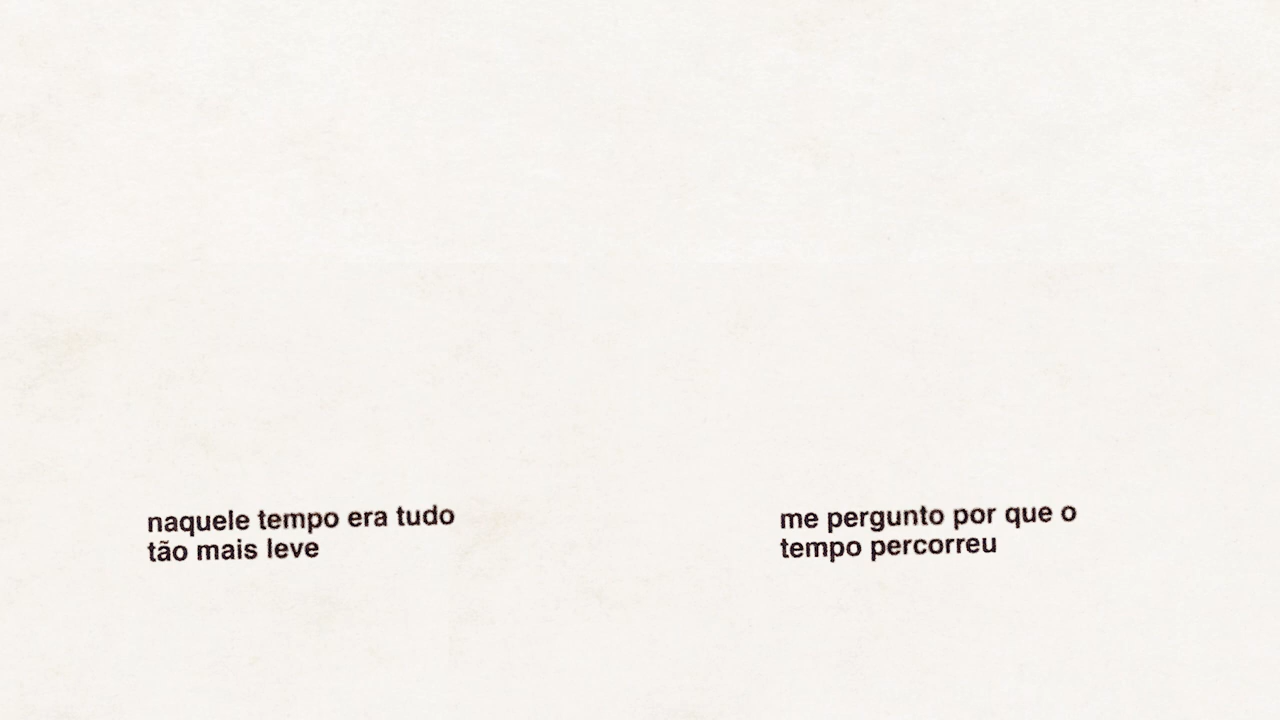 naquele tempo era tudo
tão mais leve
me pergunto por que o
tempo percorreu